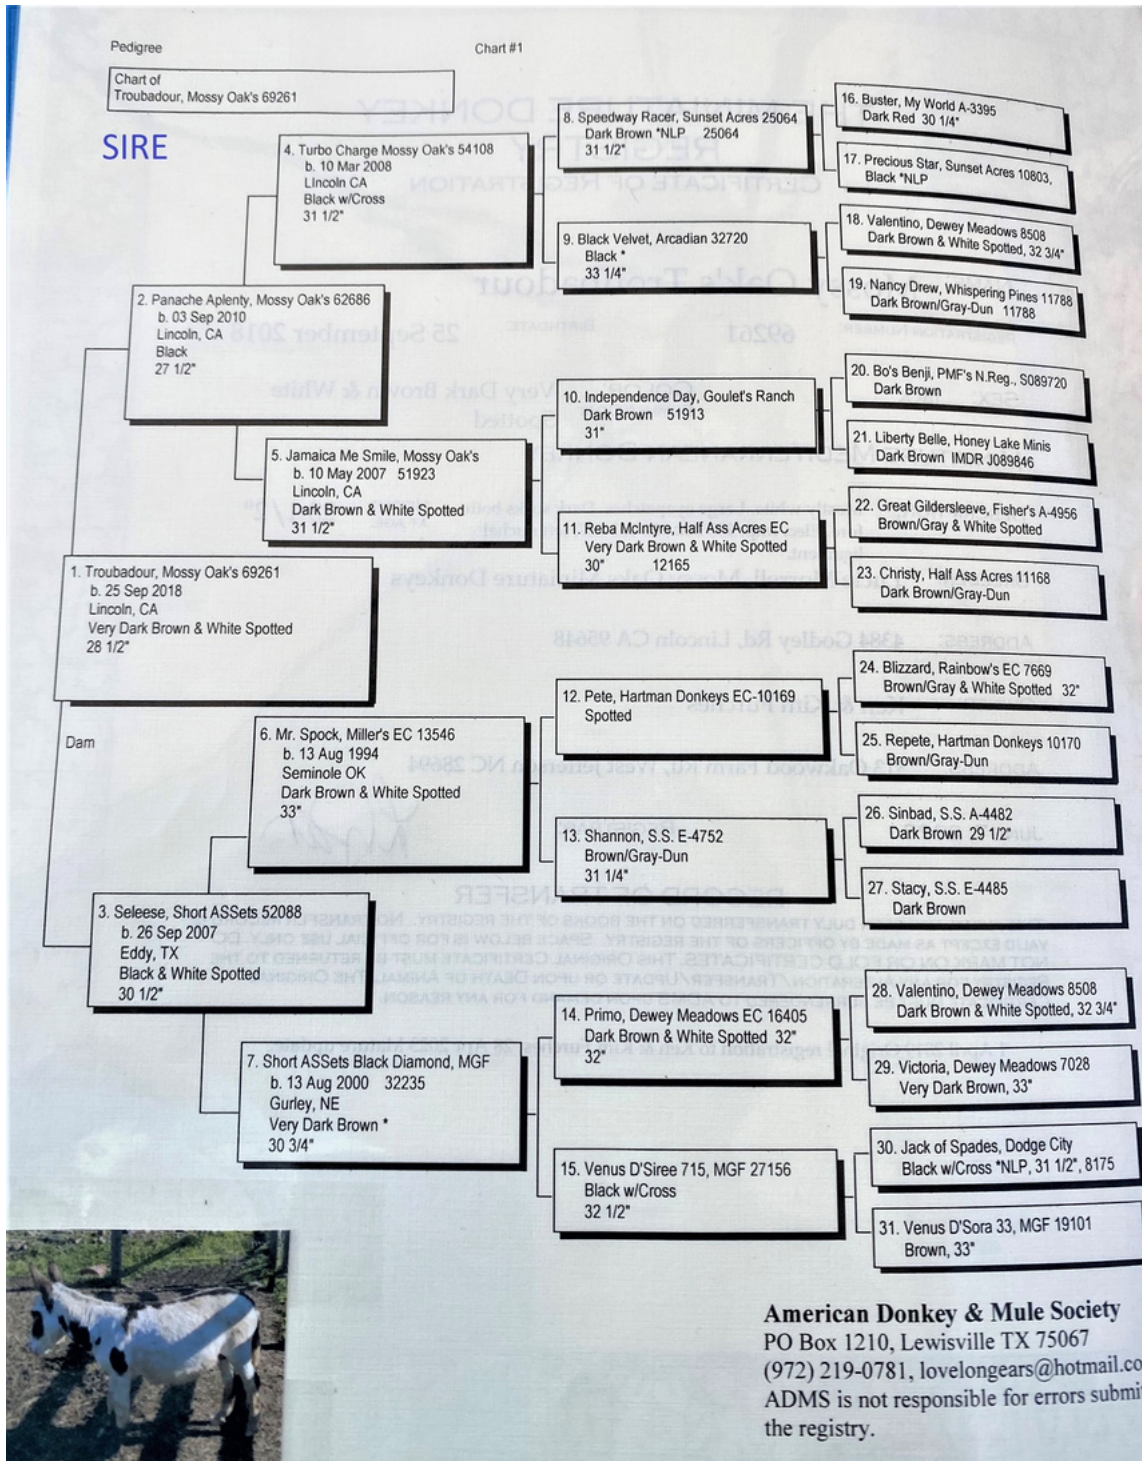 Pedigree
Chart #1
Chart of
Troubadour, Mossy Oak's 69261
SIRE
1. Troubadour, Mossy Oak's 69261
b. 25 Sep 2018
Lincoln, CA
Very Dark Brown & White Spotted
28 1/2"
Dam
2. Panache Aplenty, Mossy Oak's 62686
b. 03 Sep 2010
Lincoln, CA
Black
27 1/2"
3. Seleese, Short ASSets 52088
b. 26 Sep 2007
Eddy, TX
Black & White Spotted
30 1/2"
4. Turbo Charge Mossy Oak's 54108
b. 10 Mar 2008
LIncoln CA
Black w/Cross
31 1/2"
5. Jamaica Me Smile, Mossy Oak's
b. 10 May 2007 51923
Lincoln, CA
Dark Brown & White Spotted
31 1/2"
6. Mr. Spock, Miller's EC 13546
b. 13 Aug 1994
Seminole OK
Dark Brown & White Spotted
33"
7. Short ASSets Black Diamond, MGF
b. 13 Aug 2000 32235
Gurley, NE
Very Dark Brown *
30 3/4"
8. Speedway Racer, Sunset Acres 25064
Dark Brown *NLP 25064
31 1/2"
9. Black Velvet, Arcadian 32720
Black *
33 1/4"
10. Independence Day, Goulet's Ranch
Dark Brown 51913
31"
11. Reba McIntyre, Half Ass Acres EC
Very Dark Brown & White Spotted
30" 12165
12. Pete, Hartman Donkeys EC-10169
Spotted
13. Shannon, S.S. E-4752
Brown/Gray-Dun
31 1/4"
14. Primo, Dewey Meadows EC 16405
Dark Brown & White Spotted 32"
32"
15. Venus D'Siree 715, MGF 27156
Black w/Cross
32 1/2"
16. Buster, My World A-3395
Dark Red 30 1/4"
17. Precious Star, Sunset Acres 10803,
Black *NLP
18. Valentino, Dewey Meadows 8508
Dark Brown & White Spotted, 32 3/4"
19. Nancy Drew, Whispering Pines 11788
Dark Brown/Gray-Dun 11788
20. Bo's Benji, PMF's N.Reg., S089720
Dark Brown
21. Liberty Belle, Honey Lake Minis
Dark Brown IMDR J089846
22. Great Gildersleeve, Fisher's A-4956
Brown/Gray & White Spotted
23. Christy, Half Ass Acres 11168
Dark Brown/Gray-Dun
24. Blizzard, Rainbow's EC 7669
Brown/Gray & White Spotted 32"
25. Repete, Hartman Donkeys 10170
Brown/Gray-Dun
26. Sinbad, S.S. A-4482
Dark Brown 29 1/2"
27. Stacy, S.S. E-4485
Dark Brown
28. Valentino, Dewey Meadows 8508
Dark Brown & White Spotted, 32 3/4"
29. Victoria, Dewey Meadows 7028
Very Dark Brown, 33"
30. Jack of Spades, Dodge City
Black w/Cross *NLP, 31 1/2", 8175
31. Venus D'Sora 33, MGF 19101
Brown, 33"
American Donkey & Mule Society
PO Box 1210, Lewisville TX 75067
(972) 219-0781, lovelongears@hotmail.co
ADMS is not responsible for errors submi
the registry.